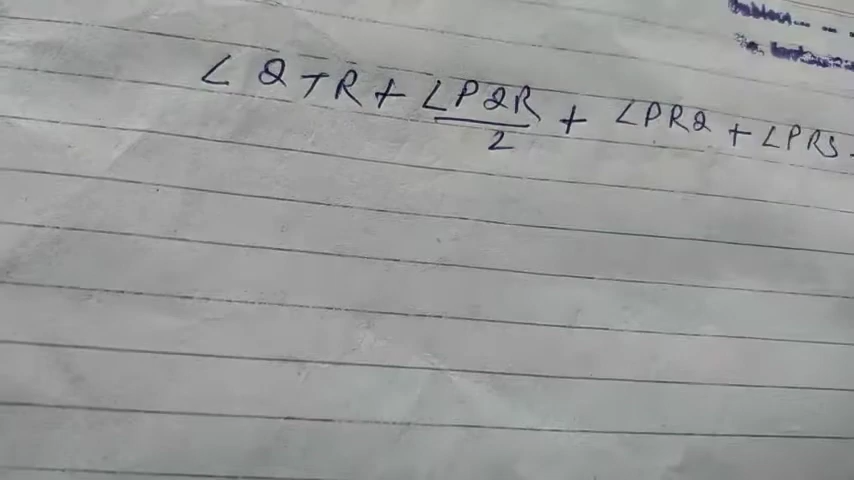 ∠QTR + ∠PQR/2 + ∠PRQ + ∠PRS